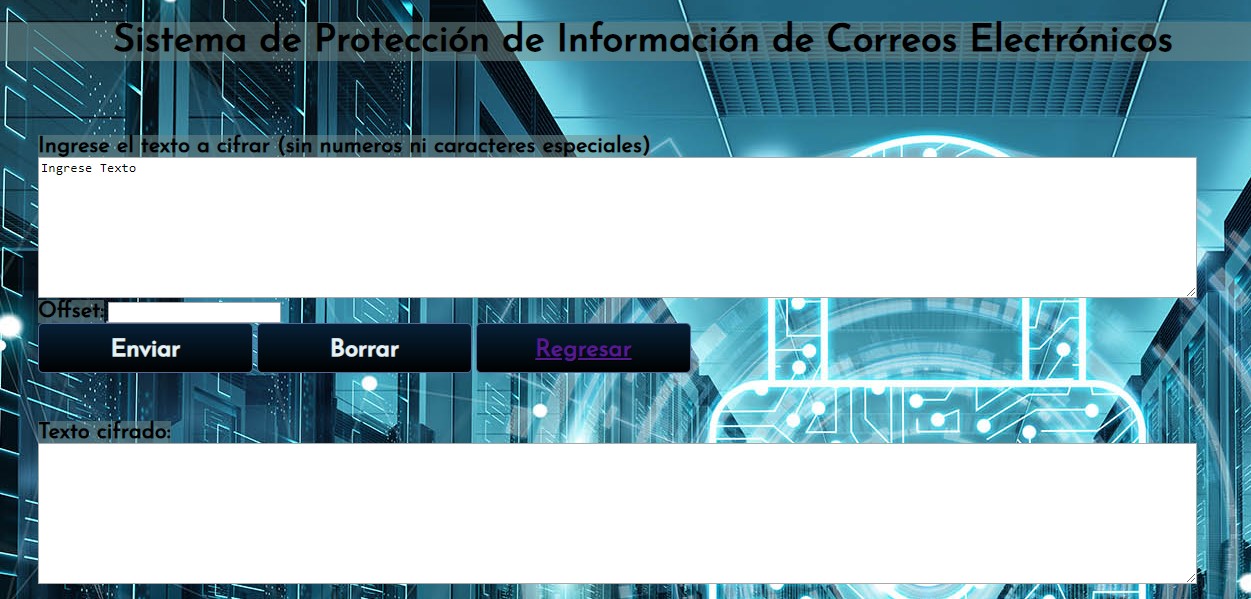 Sistema de Protección de Información de Correos Electrónicos
Ingrese el texto a cifrar (sin numeros ni caracteres especiales)
Ingrese Texto
Offset:
Enviar Borrar Regresar
Texto cifrado: